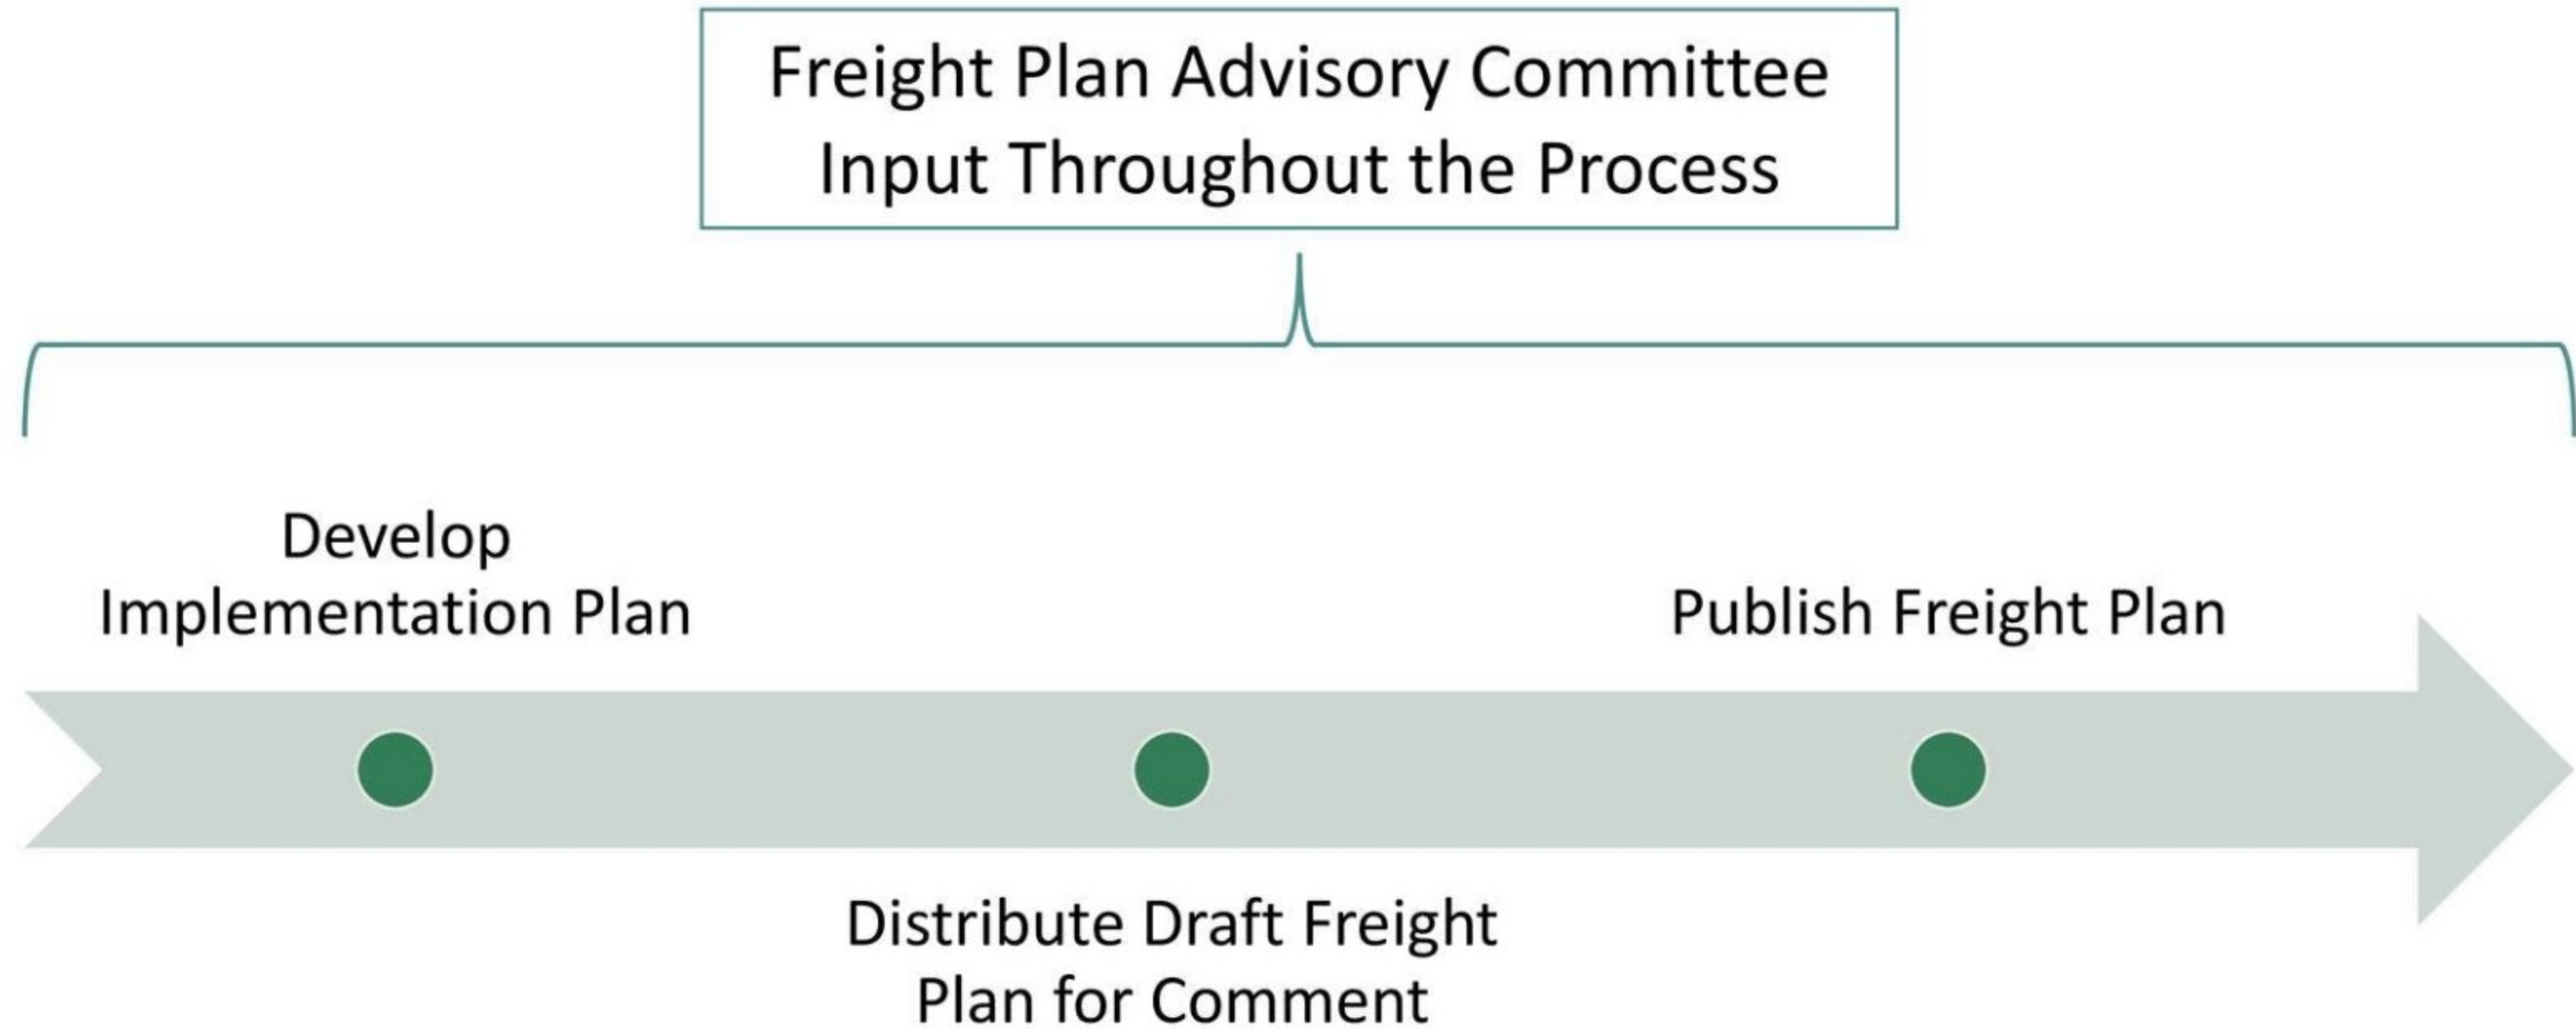 Freight Plan Advisory Committee
Input Throughout the Process
Develop
Implementation Plan
Publish Freight Plan
Distribute Draft Freight
Plan for Comment